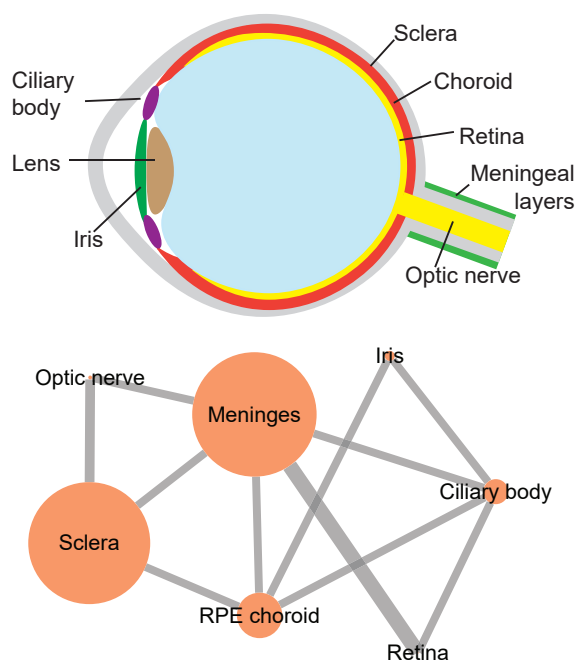 Sclera
Ciliary
body
Choroid
Retina
Lens
Meningeal
layers
Iris
Optic nerve
Iris
Optic nerve
Meninges
Ciliary body
Sclera
RPE choroid
Retina